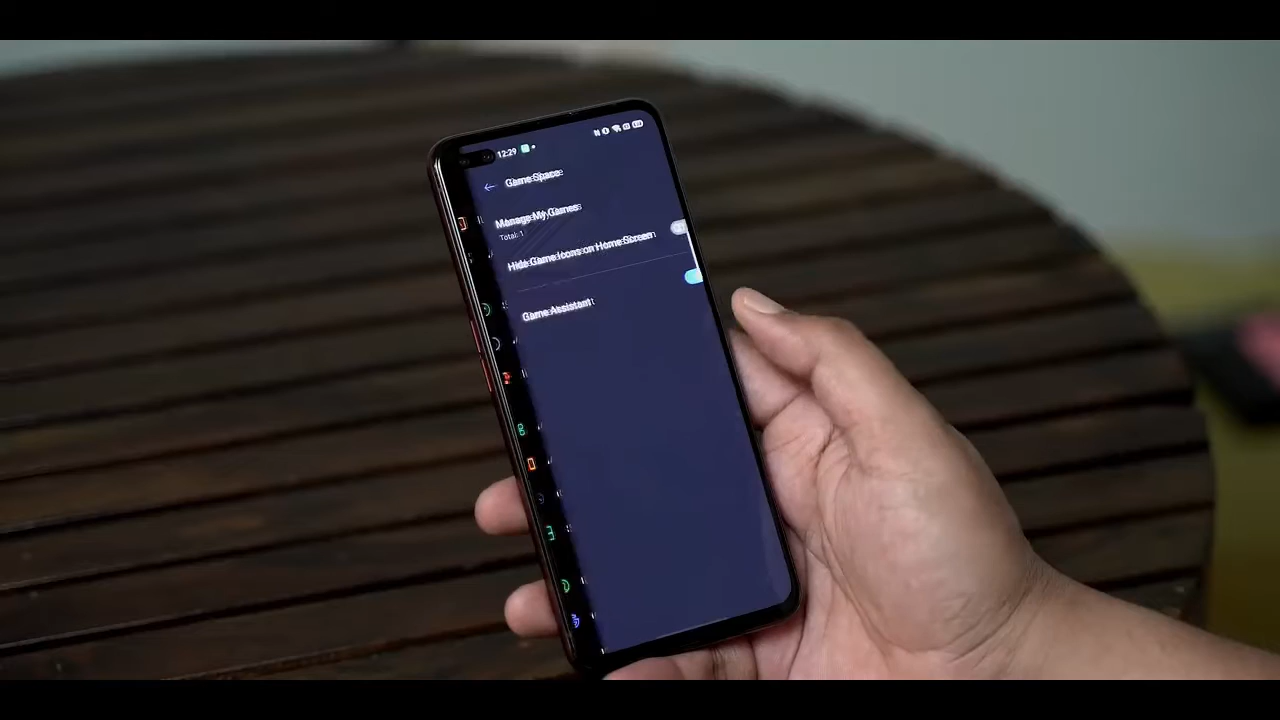 12:29
Game Space
Manage My Games
Total: 1
Hide Game Icons on Home Screen
Game Assistant